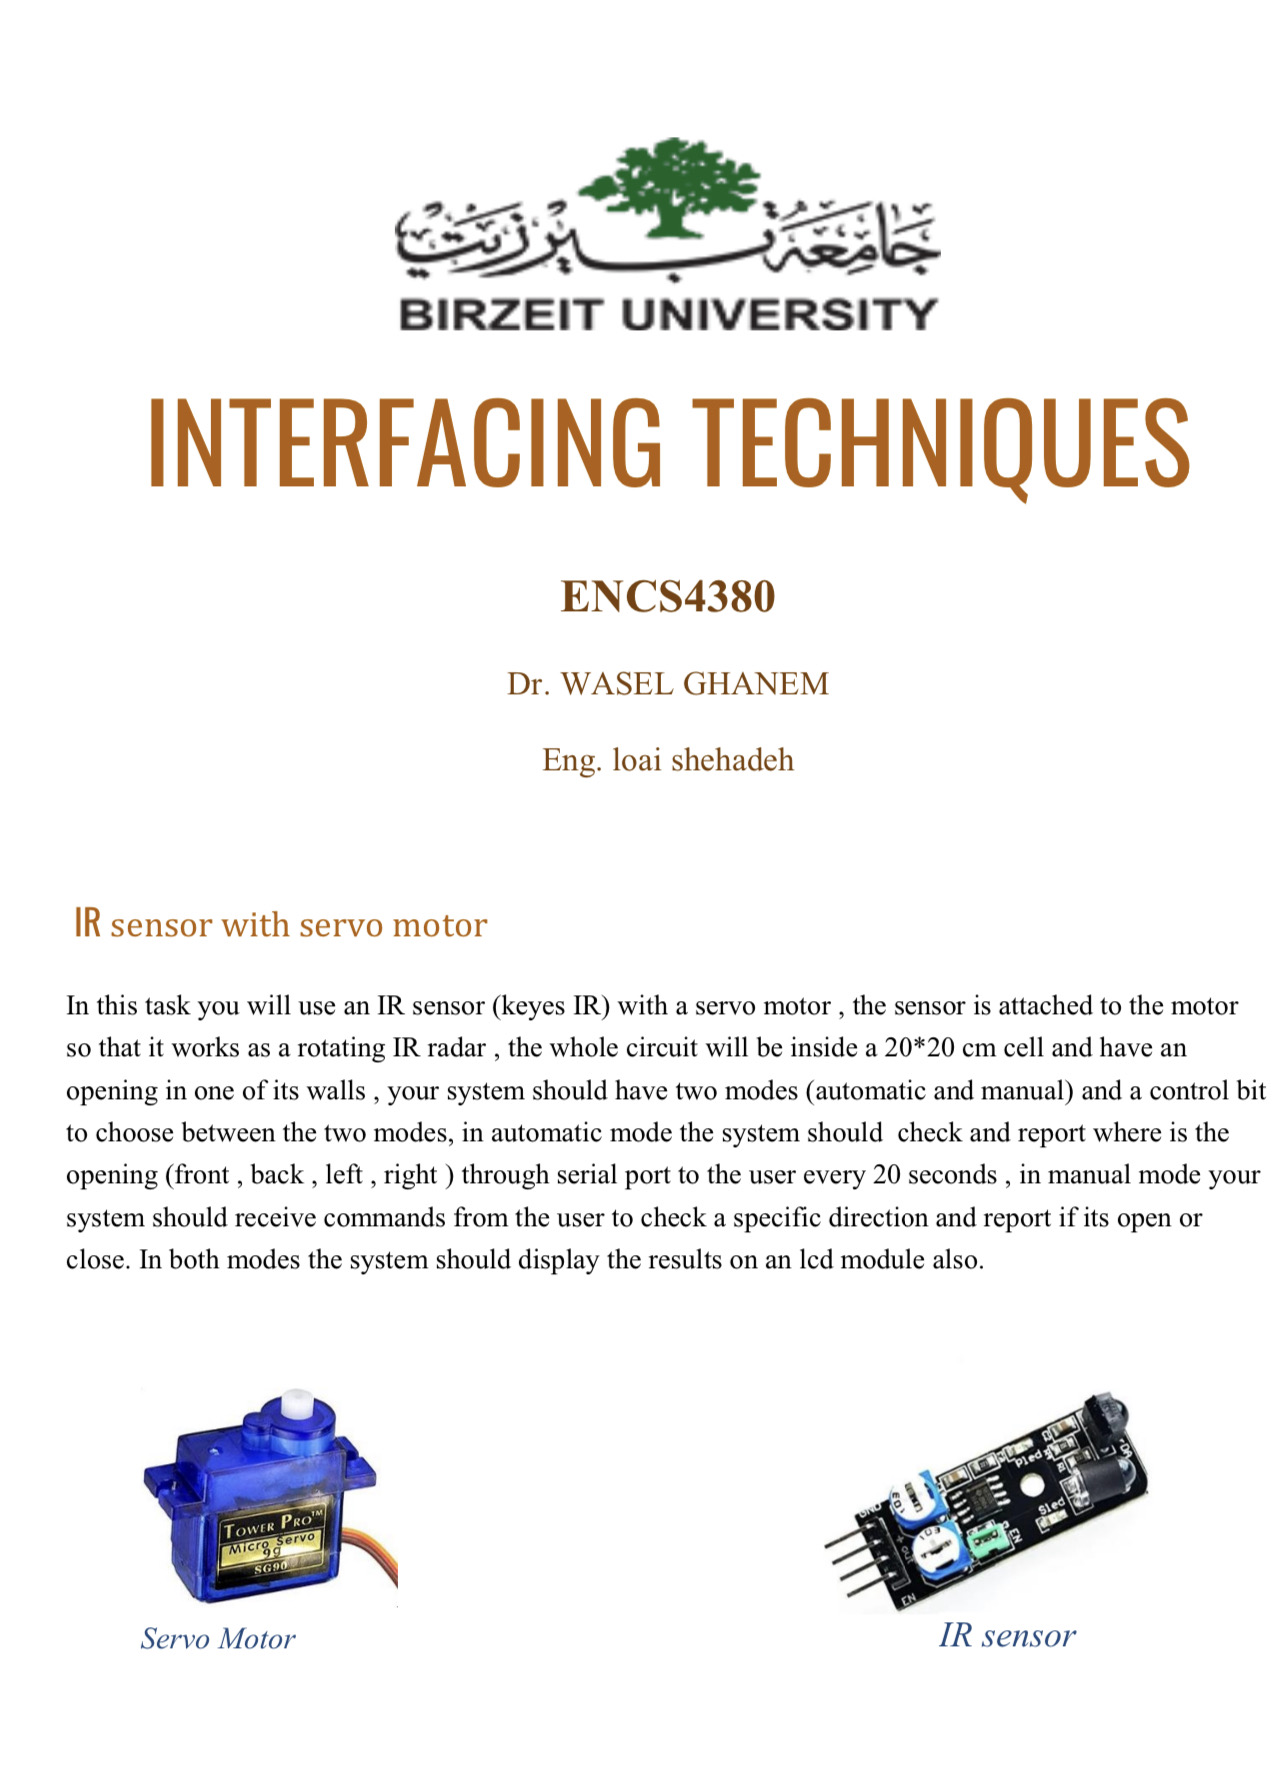 جامعة بيرزيت
BIRZEIT UNIVERSITY
INTERFACING TECHNIQUES
ENCS4380
Dr. WASEL GHANEM
Eng. loai shehadeh
IR sensor with servo motor
In this task you will use an IR sensor (keyes IR) with a servo motor , the sensor is attached to the motor
so that it works as a rotating IR radar , the whole circuit will be inside a 20*20 cm cell and have an
opening in one of its walls , your system should have two modes (automatic and manual) and a control bit
to choose between the two modes, in automatic mode the system should  check and report where is the
opening (front , back , left , right ) through serial port to the user every 20 seconds , in manual mode your
system should receive commands from the user to check a specific direction and report if its open or
close. In both modes the system should display the results on an lcd module also.
TOWER PRO™
Micro Servo
9g
SG90
GND
+
OUT
EN
EN
Pled
Sled
Servo Motor
IR sensor